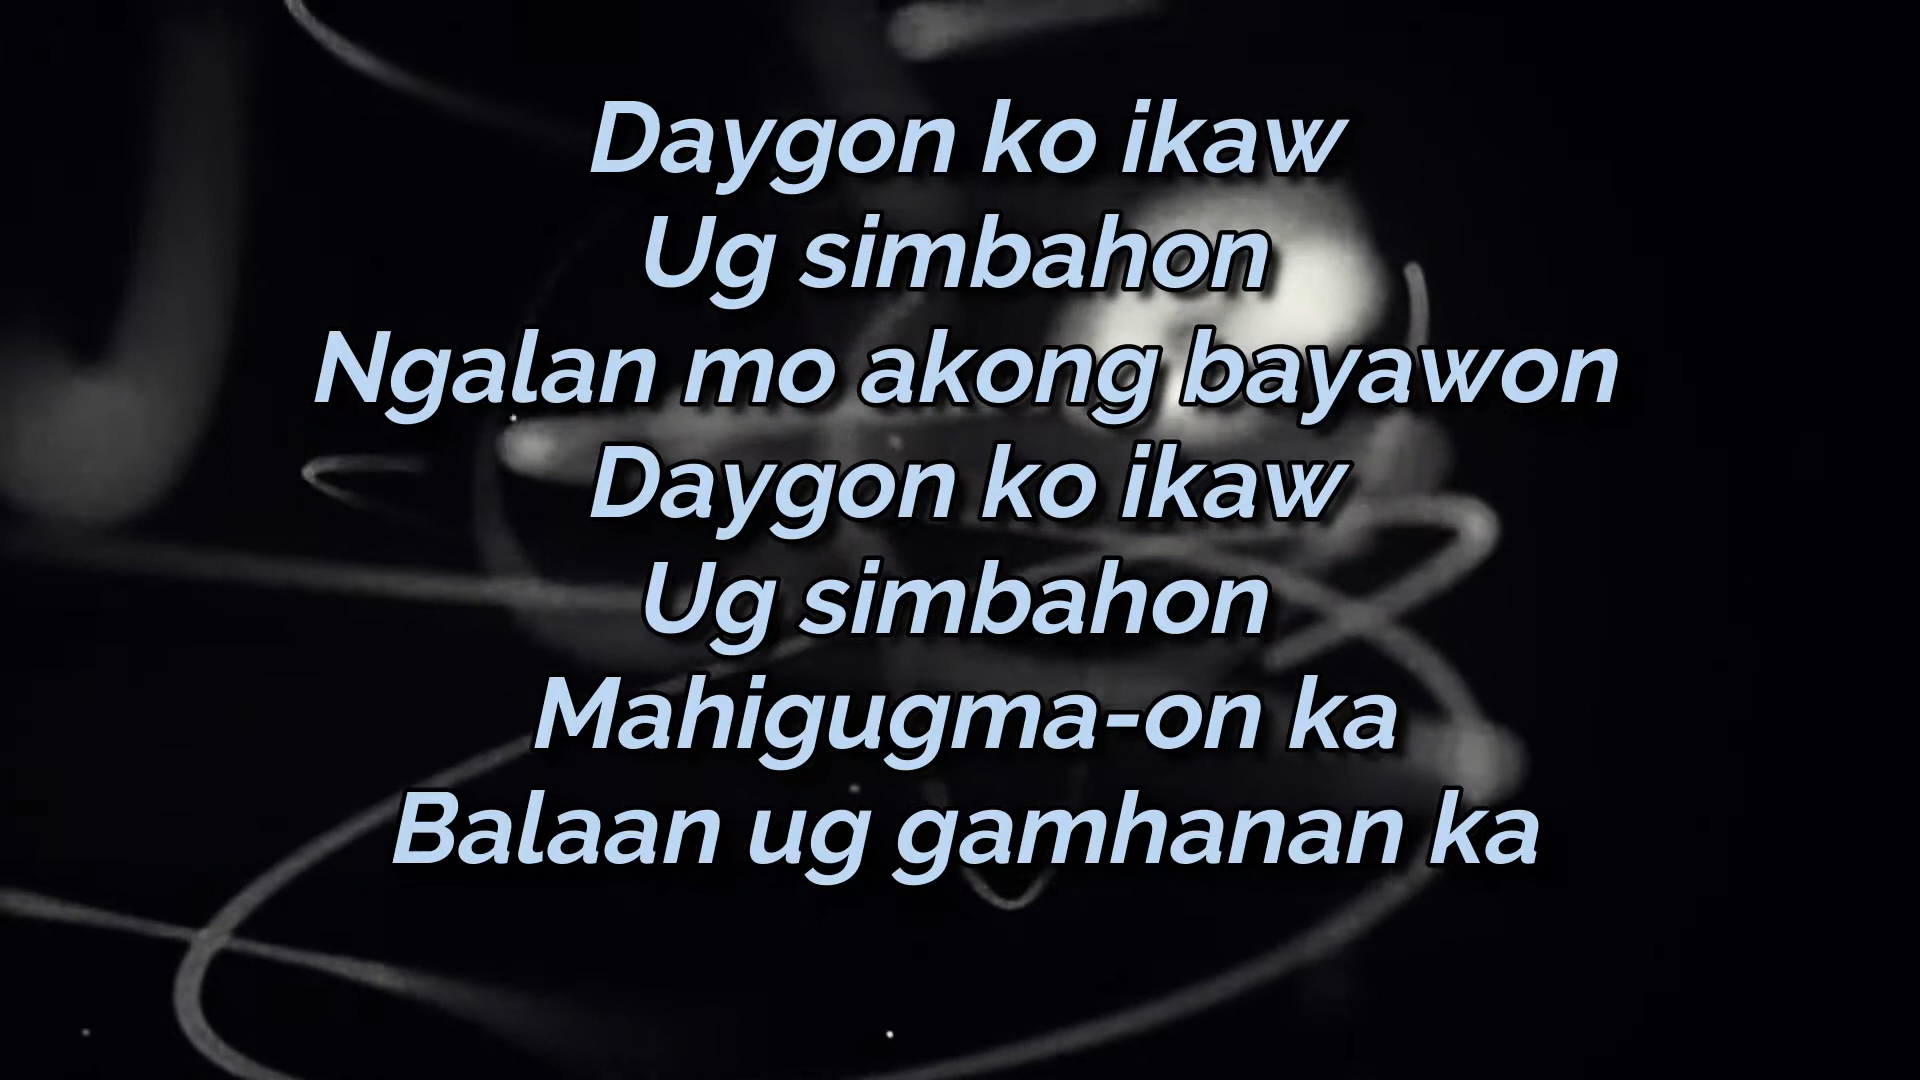 Daygon ko ikaw
Ug simbahon
Ngalan mo akong bayawon
Daygon ko ikaw
Ug simbahon
Mahigugma-on ka
Balaan ug gamhanan ka